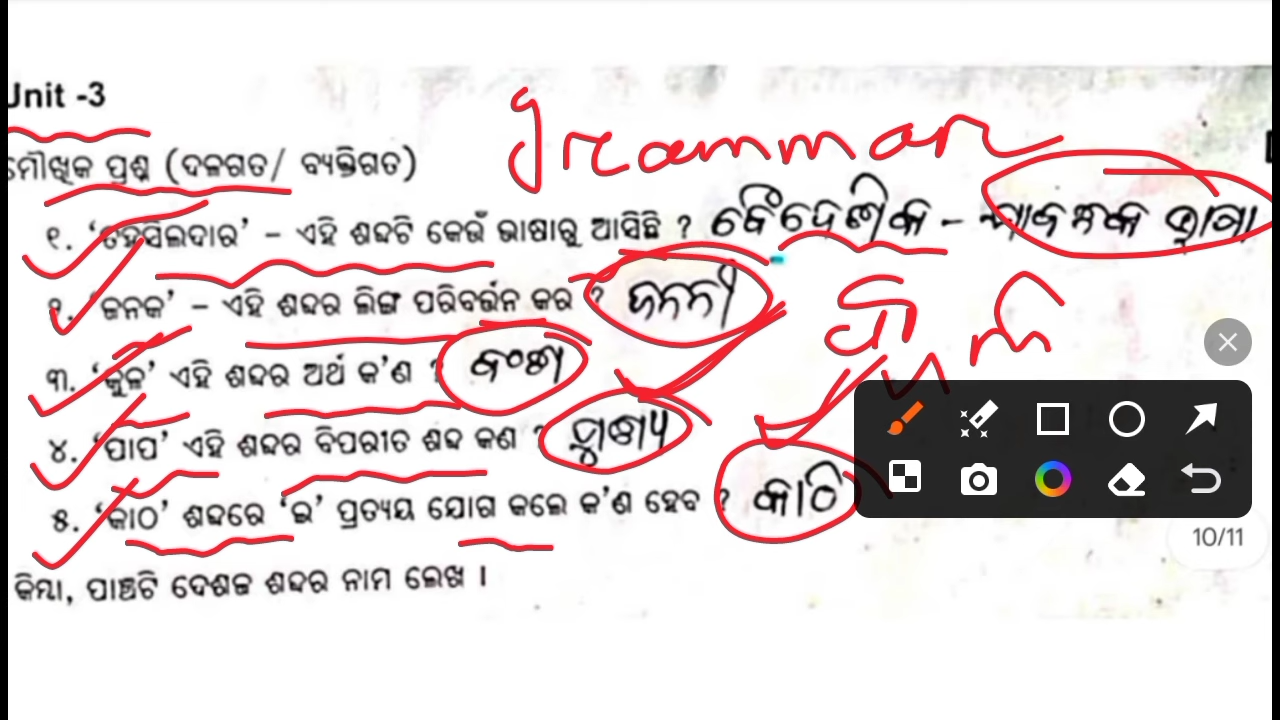 Unit -3
Grammar
ମୌଖିକ ପ୍ରଶ୍ନ (ଦଳଗତ/ ବ୍ୟକ୍ତିଗତ)
୧. ‘ତହସିଲଦାର’ – ଏହି ଶବ୍ଦଟି କେଉଁ ଭାଷାରୁ ଆସିଛି ? ବୈଦେଶିକ – ଯାବନିକ ଭାଷା
୨. ‘ଜନକ’ – ଏହି ଶବ୍ଦର ଲିଙ୍ଗ ପରିବର୍ତ୍ତନ କର ? ଜନନୀ
୩. ‘କୁଳ’ ଏହି ଶବ୍ଦର ଅର୍ଥ କ'ଣ ? ବଂଶ
୪. ‘ପାପ’ ଏହି ଶବ୍ଦର ବିପରୀତ ଶବ୍ଦ କଣ ? ପୁଣ୍ୟ
୫. ‘କାଠ’ ଶବ୍ଦରେ ‘ଇ’ ପ୍ରତ୍ୟୟ ଯୋଗ କଲେ କ'ଣ ହେବ ? କାଠି
କିମ୍ବା, ପାଞ୍ଚଟି ଦେଶଜ ଶବ୍ଦର ନାମ ଲେଖ ।
10/11